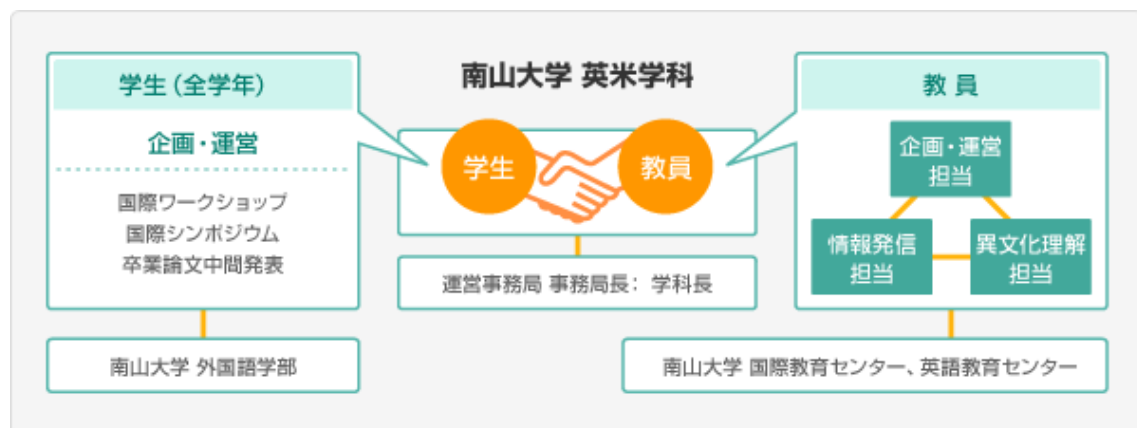 学生（全学年）
企画・運営
国際ワークショップ
国際シンポジウム
卒業論文中間発表
南山大学 外国語学部
南山大学 英米学科
学生
教員
運営事務局 事務局長： 学科長
教 員
企画・運営
担当
情報発信
担当
異文化理解
担当
南山大学 国際教育センター、英語教育センター